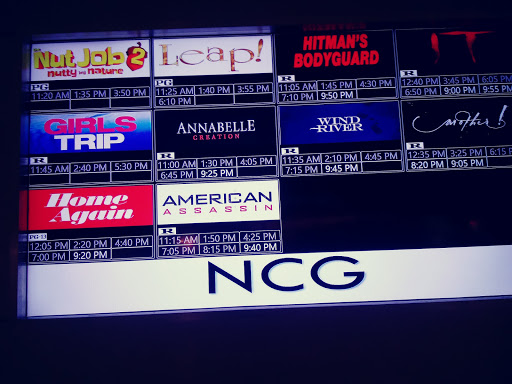 THE
Nut Job 2
nutty by nature
PG
11:20 AM 1:35 PM 3:50 PM
Leap!
PG
11:25 AM 1:40 PM 3:55 PM
6:10 PM
HITMAN'S
BODYGUARD
R
11:05 AM 1:45 PM 4:30 PM
7:10 PM 9:50 PM
IT
R
12:40 PM 3:45 PM 6:05 PM
6:50 PM 9:00 PM 9:55 PM
GIRLS
TRIP
R
11:45 AM 2:40 PM 5:30 PM
ANNABELLE
CREATION
R
11:00 AM 1:30 PM 4:05 PM
6:45 PM 9:25 PM
WIND
RIVER
R
11:35 AM 2:10 PM 4:45 PM
7:15 PM 9:45 PM
mother!
R
12:35 PM 3:25 PM 6:15 PM
8:20 PM 9:05 PM
Home
Again
PG-13
12:05 PM 2:20 PM 4:40 PM
7:00 PM 9:20 PM
AMERICAN
ASSASSIN
R
11:15 AM 1:50 PM 4:25 PM
7:05 PM 8:15 PM 9:40 PM
NCG